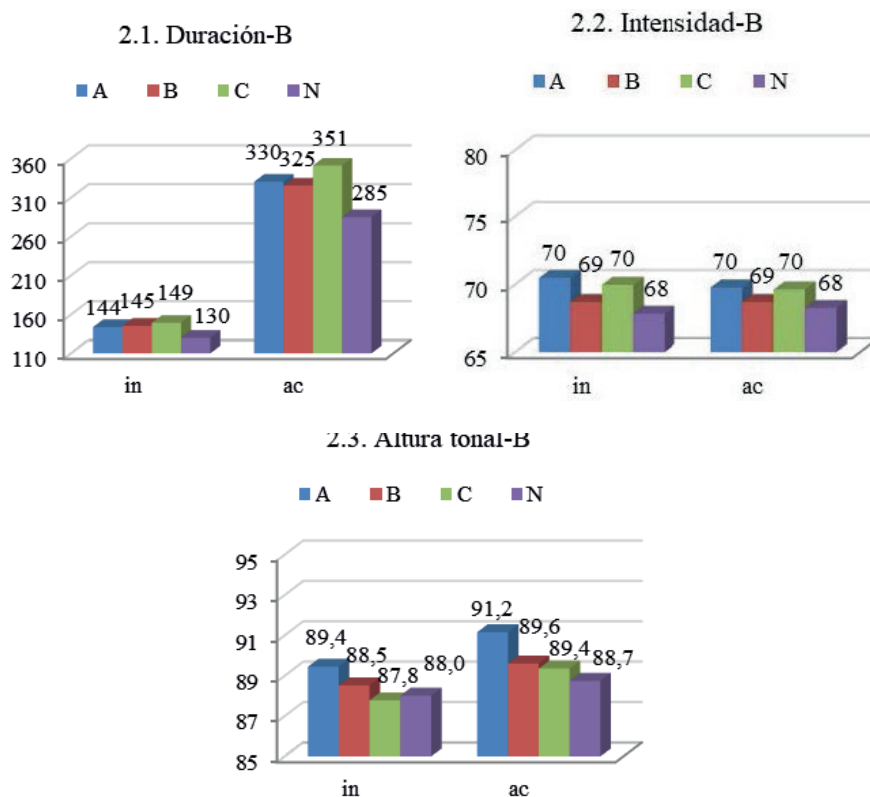 2.1. Duración-B
A B C N
360
310
260
210
160
110
144 145 149 130
330 325 351 285
in ac
2.2. Intensidad-B
A B C N
80
75
70
65
70 69 70 68
70 69 70 68
in ac
2.3. Altura tonal-B
A B C N
95
93
91
89
87
85
89,4 88,5 87,8 88,0
91,2 89,6 89,4 88,7
in ac